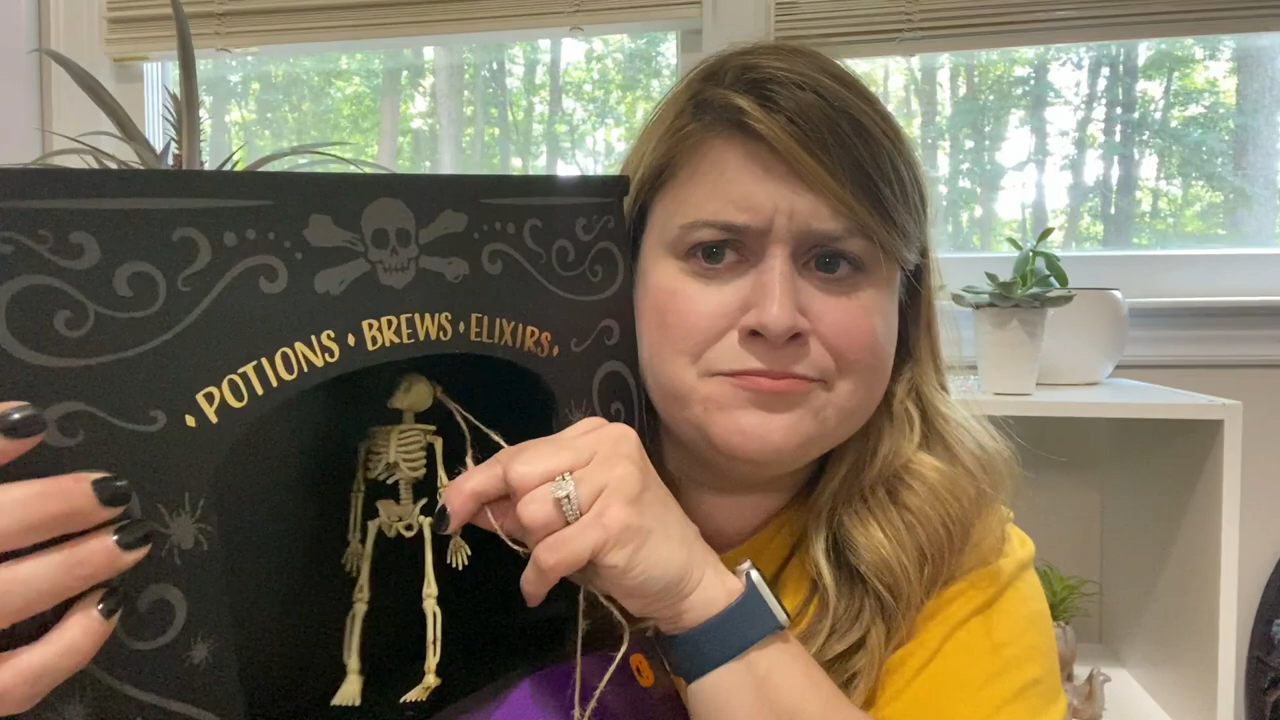 • POTIONS • BREWS • ELIXIRS •